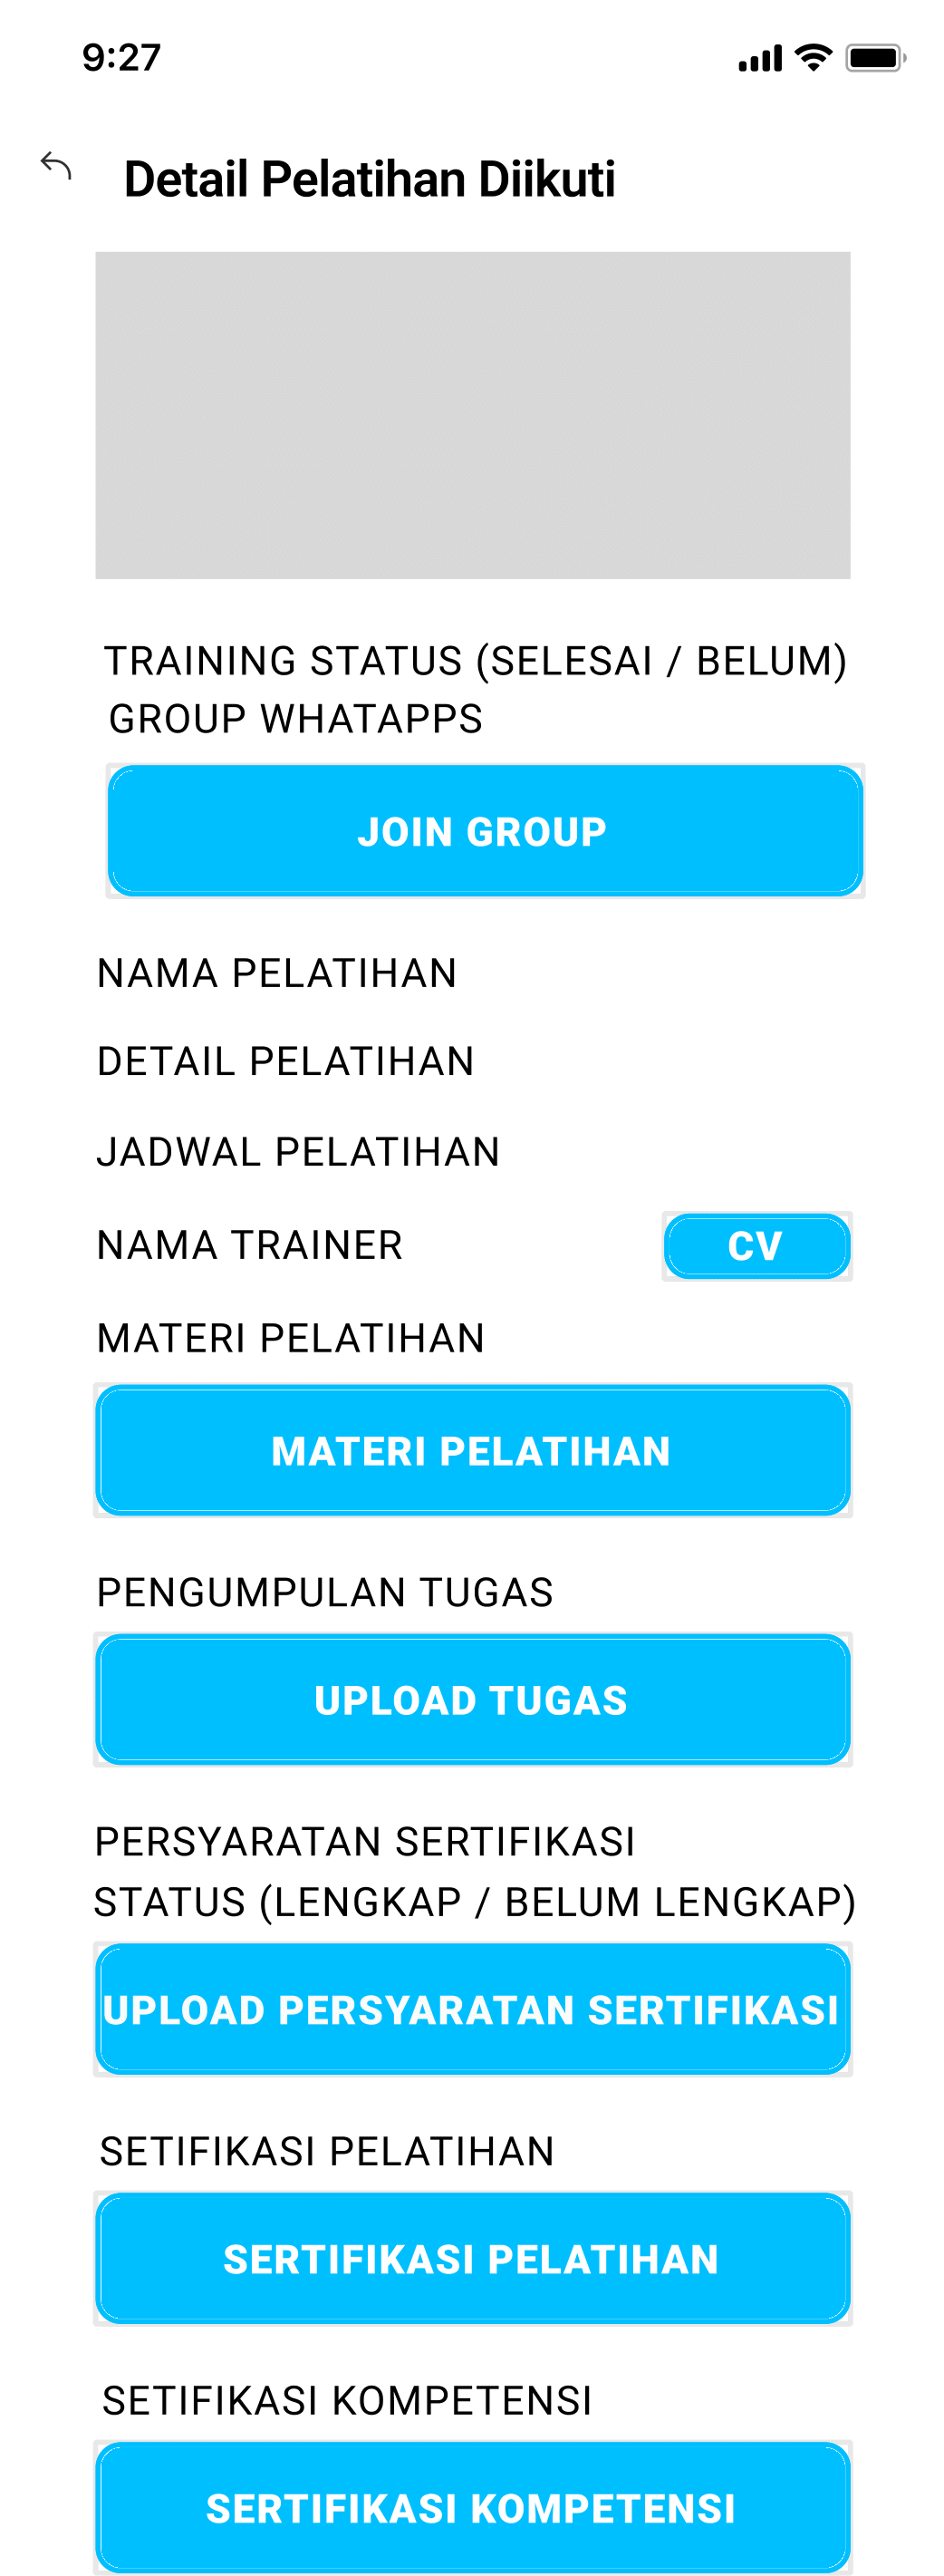 9:27
Detail Pelatihan Diikuti
TRAINING STATUS (SELESAI / BELUM)
GROUP WHATAPPS
JOIN GROUP
NAMA PELATIHAN
DETAIL PELATIHAN
JADWAL PELATIHAN
NAMA TRAINER
CV
MATERI PELATIHAN
MATERI PELATIHAN
PENGUMPULAN TUGAS
UPLOAD TUGAS
PERSYARATAN SERTIFIKASI
STATUS (LENGKAP / BELUM LENGKAP)
UPLOAD PERSYARATAN SERTIFIKASI
SETIFIKASI PELATIHAN
SERTIFIKASI PELATIHAN
SETIFIKASI KOMPETENSI
SERTIFIKASI KOMPETENSI